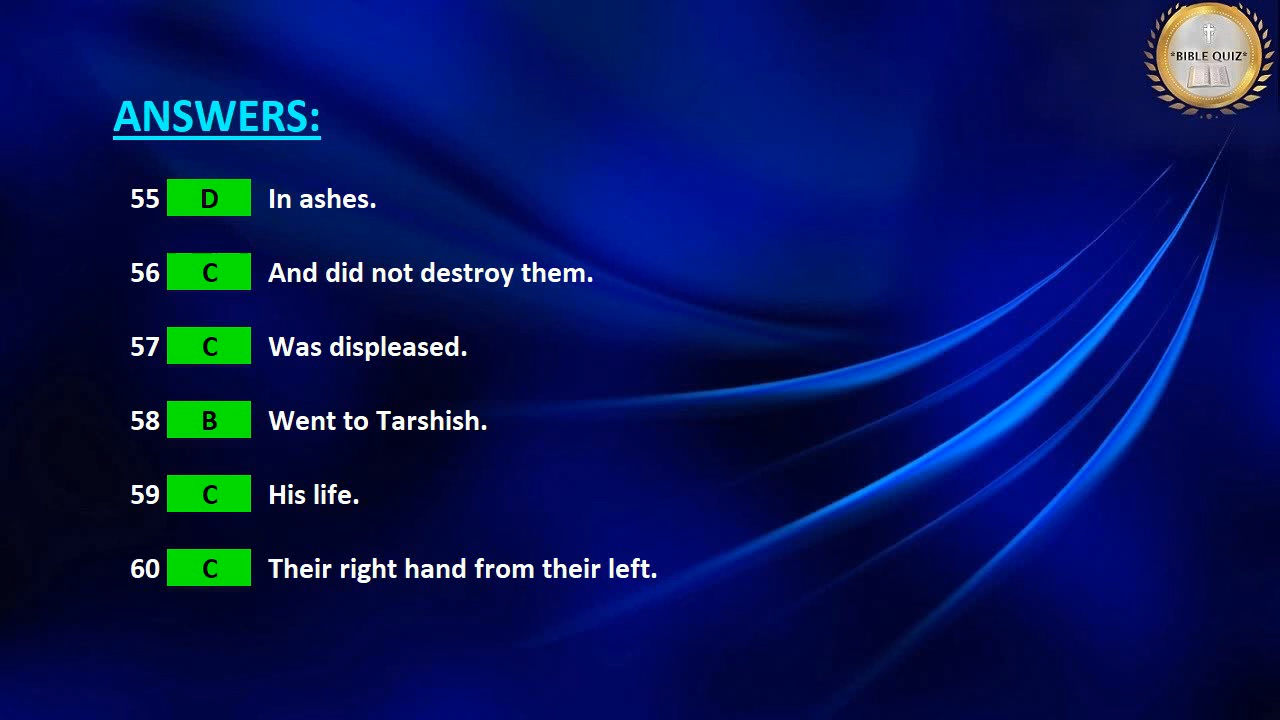 *BIBLE QUIZ*
ANSWERS:
55 D In ashes.
56 C And did not destroy them.
57 C Was displeased.
58 B Went to Tarshish.
59 C His life.
60 C Their right hand from their left.